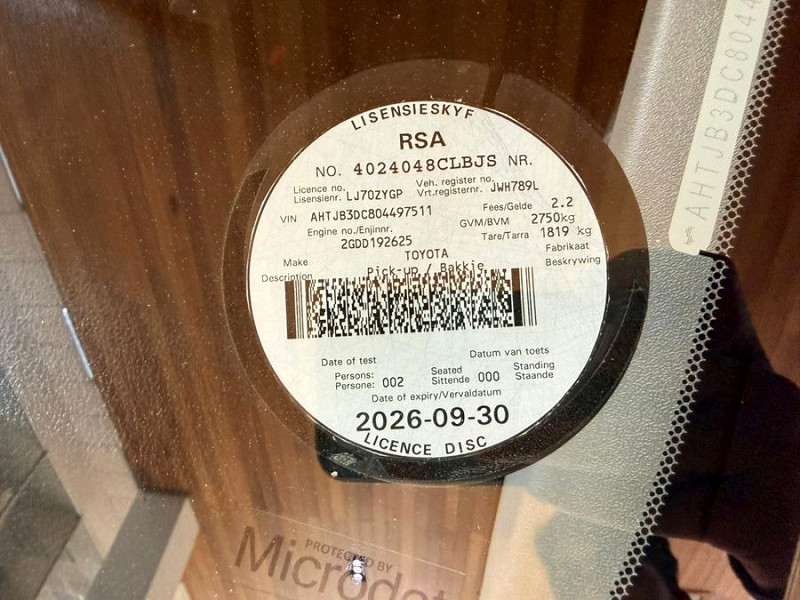 LISENSIESKYF
RSA
NO. 4024048CLBJS NR.
Licence no. Veh. register no.
Lisensienr. LJ70ZYGP Vrt.registernr. JWH789L
VIN AHTJB3DC804497511 Fees/Gelde 2.2
Engine no./Enjinnr. GVM/BVM 2750kg
2GDD192625 Tare/Tarra 1819 kg
Make TOYOTA Fabrikaat
Description Pick-up / Bakkie Beskrywing
Date of test Datum van toets
Persons: Seated Standing
Persone: 002 Sittende 000 Staande
Date of expiry/Vervaldatum
2026-09-30
LICENCE DISC
AHTJB3DC8044
PROTECTED BY
Microdot